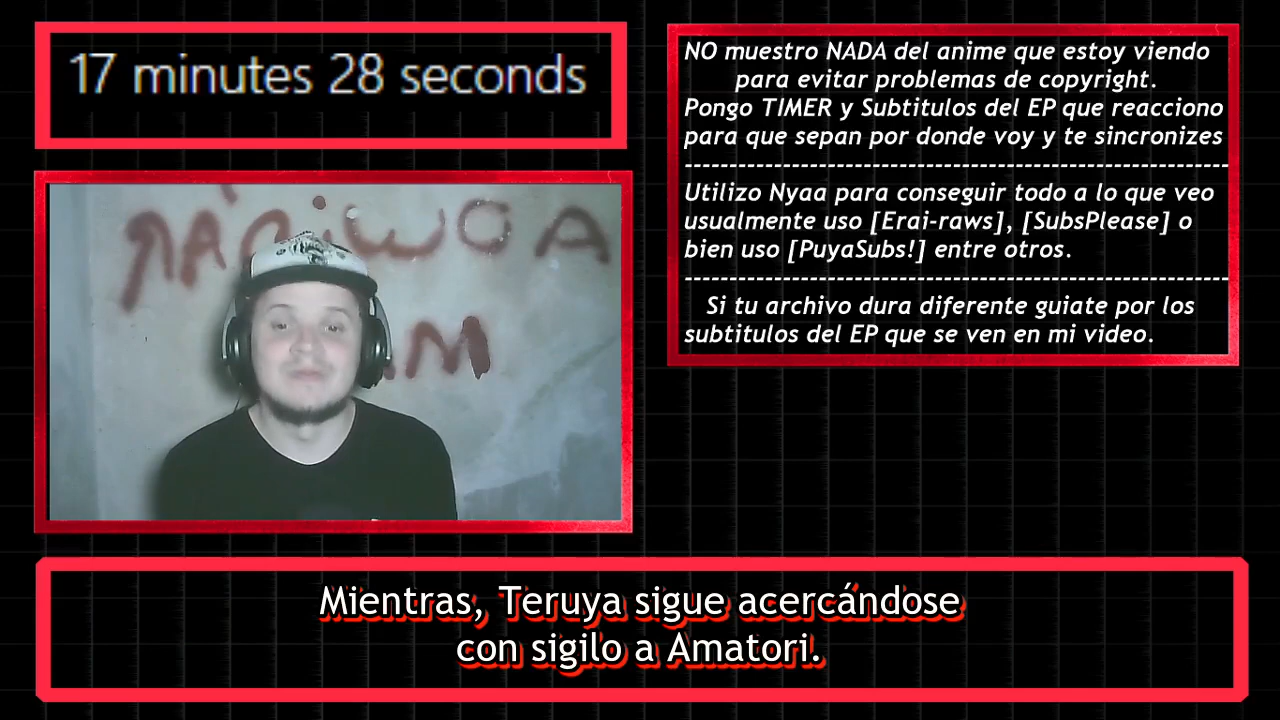 17 minutes 28 seconds
NO muestro NADA del anime que estoy viendo
para evitar problemas de copyright.
Pongo TIMER y Subtitulos del EP que reacciono
para que sepan por donde voy y te sincronizes
-------------------------------------------------------
Utilizo Nyaa para conseguir todo a lo que veo
usualmente uso [Erai-raws], [SubsPlease] o
bien uso [PuyaSubs!] entre otros.
-------------------------------------------------------
Si tu archivo dura diferente guiate por los
subtitulos del EP que se ven en mi video.
Mientras, Teruya sigue acercándose
con sigilo a Amatori.